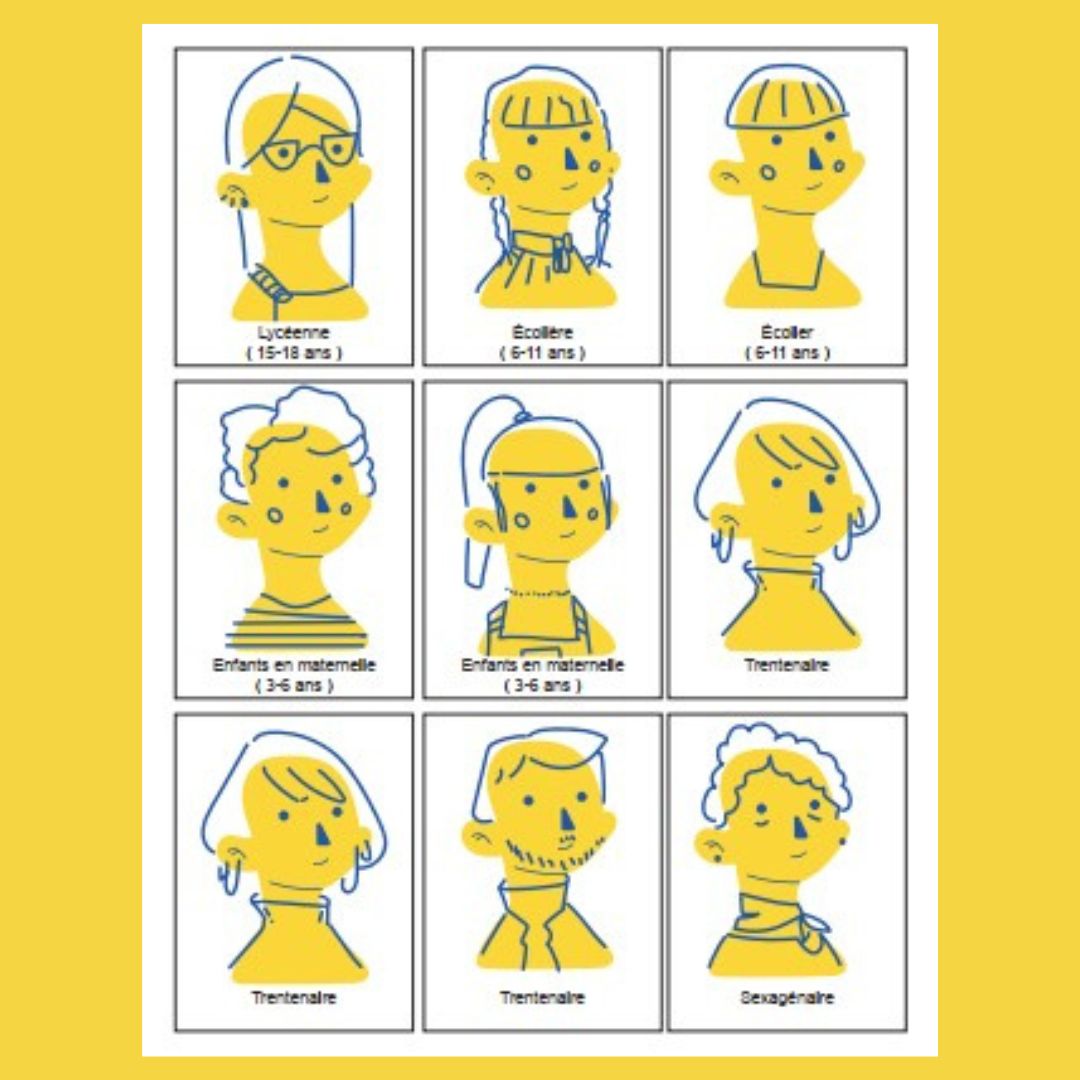 Lycéenne
( 15-18 ans )
Écolière
( 6-11 ans )
Écolier
( 6-11 ans )
Enfants en maternelle
( 3-6 ans )
Enfants en maternelle
( 3-6 ans )
Trentenaire
Trentenaire
Trentenaire
Sexagénaire